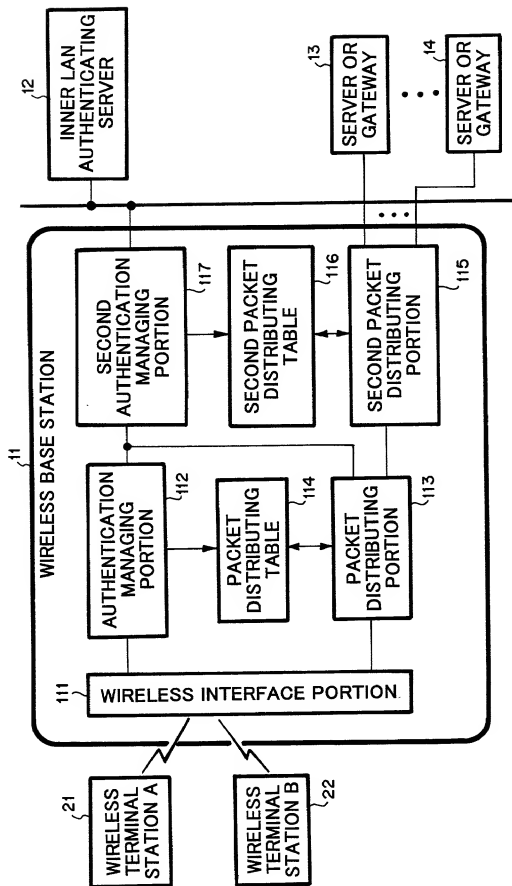 12
INNER LAN
AUTHENTICATING
SERVER
13
SERVER OR
GATEWAY
14
SERVER OR
GATEWAY
11
WIRELESS BASE STATION
117
SECOND
AUTHENTICATION
MANAGING
PORTION
116
SECOND PACKET
DISTRIBUTING
TABLE
115
SECOND PACKET
DISTRIBUTING
PORTION
112
AUTHENTICATION
MANAGING
PORTION
114
PACKET
DISTRIBUTING
TABLE
113
PACKET
DISTRIBUTING
PORTION
111
WIRELESS INTERFACE PORTION
21
WIRELESS
TERMINAL
STATION A
22
WIRELESS
TERMINAL
STATION B